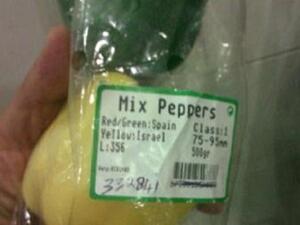 Mix Peppers
Red/Green:Spain Class:1
Yellow:Israel 75-95mm
L:356 500gr
332841